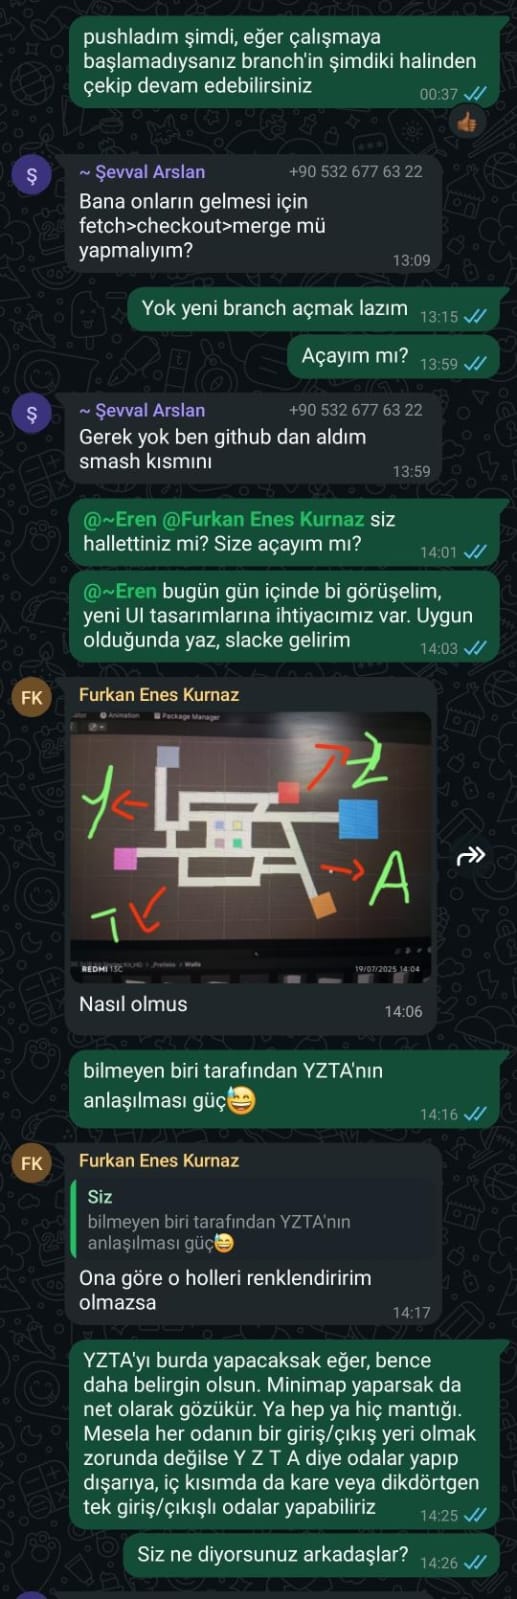 pushladım şimdi, eğer çalışmaya
başlamadıysanız branch'in şimdiki halinden
çekip devam edebilirsiniz
00:37
Ş
~ Şevval Arslan +90 532 677 63 22
Bana onların gelmesi için
fetch>checkout>merge mü
yapmalıyım?
13:09
Yok yeni branch açmak lazım 13:15
Açayım mı? 13:59
Ş
~ Şevval Arslan +90 532 677 63 22
Gerek yok ben github dan aldım
smash kısmını
13:59
@~Eren @Furkan Enes Kurnaz siz
hallettiniz mi? Size açayım mı? 14:01
@~Eren bugün gün içinde bi görüşelim,
yeni UI tasarımlarına ihtiyacımız var. Uygun
olduğunda yaz, slacke gelirim 14:03
FK
Furkan Enes Kurnaz
Animation Package Manager
Y
Z
A
T
Prefabs > Walls
REDMI 13C 19/07/2025 14:04
Nasıl olmus
14:06
bilmeyen biri tarafından YZTA'nın
anlaşılması güç😅
14:16
FK
Furkan Enes Kurnaz
Siz
bilmeyen biri tarafından YZTA'nın
anlaşılması güç😅
Ona göre o holleri renklendiririm
olmazsa
14:17
YZTA'yı burda yapacaksak eğer, bence
daha belirgin olsun. Minimap yaparsak da
net olarak gözükür. Ya hep ya hiç mantığı.
Mesela her odanın bir giriş/çıkış yeri olmak
zorunda değilse Y Z T A diye odalar yapıp
dışarıya, iç kısımda da kare veya dikdörtgen
tek giriş/çıkışlı odalar yapabiliriz 14:25
Siz ne diyorsunuz arkadaşlar? 14:26